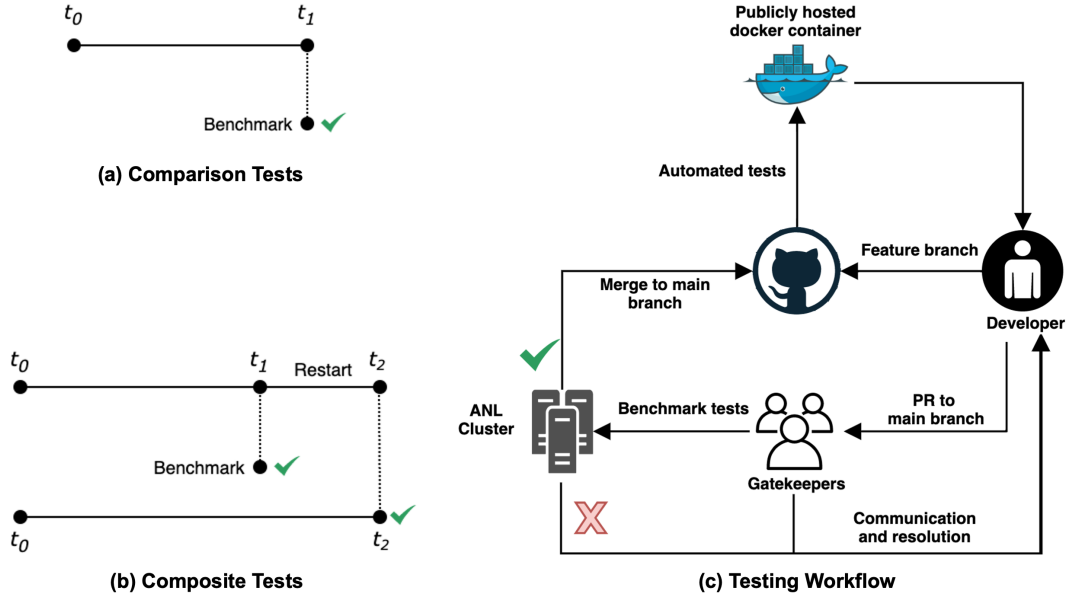 t0
t1
Benchmark
(a) Comparison Tests
t0
t1
Restart
t2
Benchmark
t0
t2
(b) Composite Tests
Publicly hosted
docker container
Automated tests
Feature branch
Merge to main
branch
Developer
ANL
Cluster
Benchmark tests
PR to
main branch
Gatekeepers
X
Communication
and resolution
(c) Testing Workflow